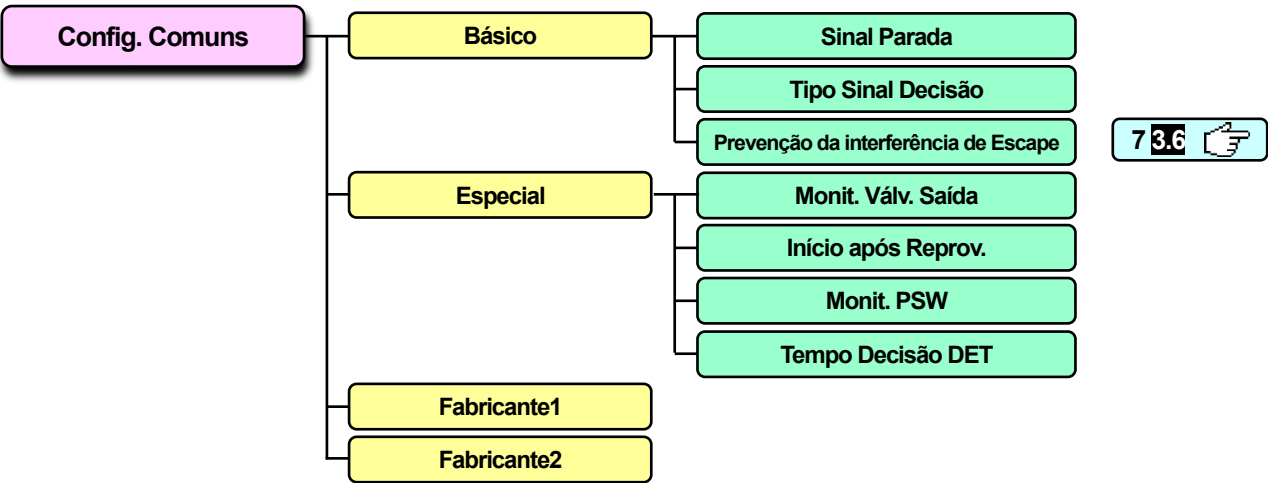 Config. Comuns
Básico
Sinal Parada
Tipo Sinal Decisão
Prevenção da interferência de Escape
7 3.6
Especial
Monit. Válv. Saída
Início após Reprov.
Monit. PSW
Tempo Decisão DET
Fabricante1
Fabricante2